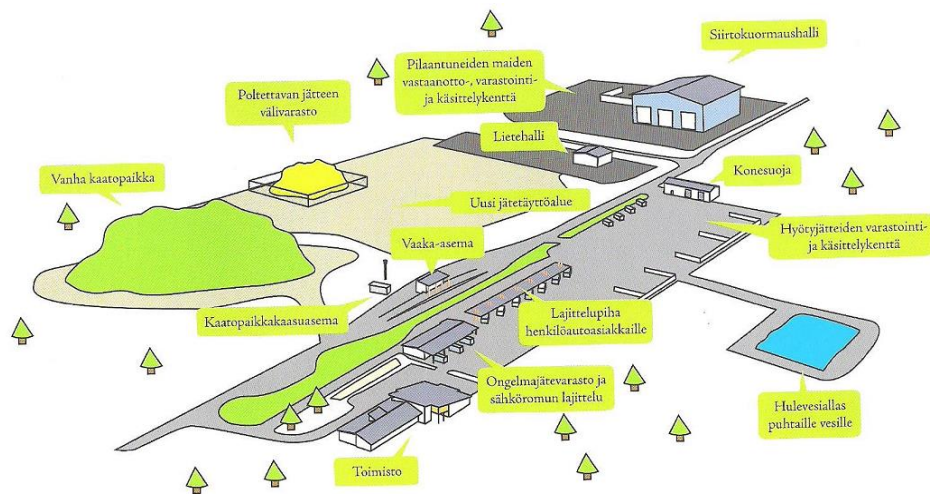 Siirtokuormaushalli
Pilaantuneiden maiden
vastaanotto-, varastointi-
ja käsittelykenttä
Poltettavan jätteen
välivarasto
Lietehalli
Vanha kaatopaikka
Konesuoja
Uusi jätetäyttöalue
Hyötyjätteiden varastointi-
ja käsittelykenttä
Vaaka-asema
Kaatopaikkakaasuasema
Lajittelupiha
henkilöautoasiakkaille
Ongelmajätevarasto ja
sähköromun lajittelu
Hulevesiallas
puhtaille vesille
Toimisto